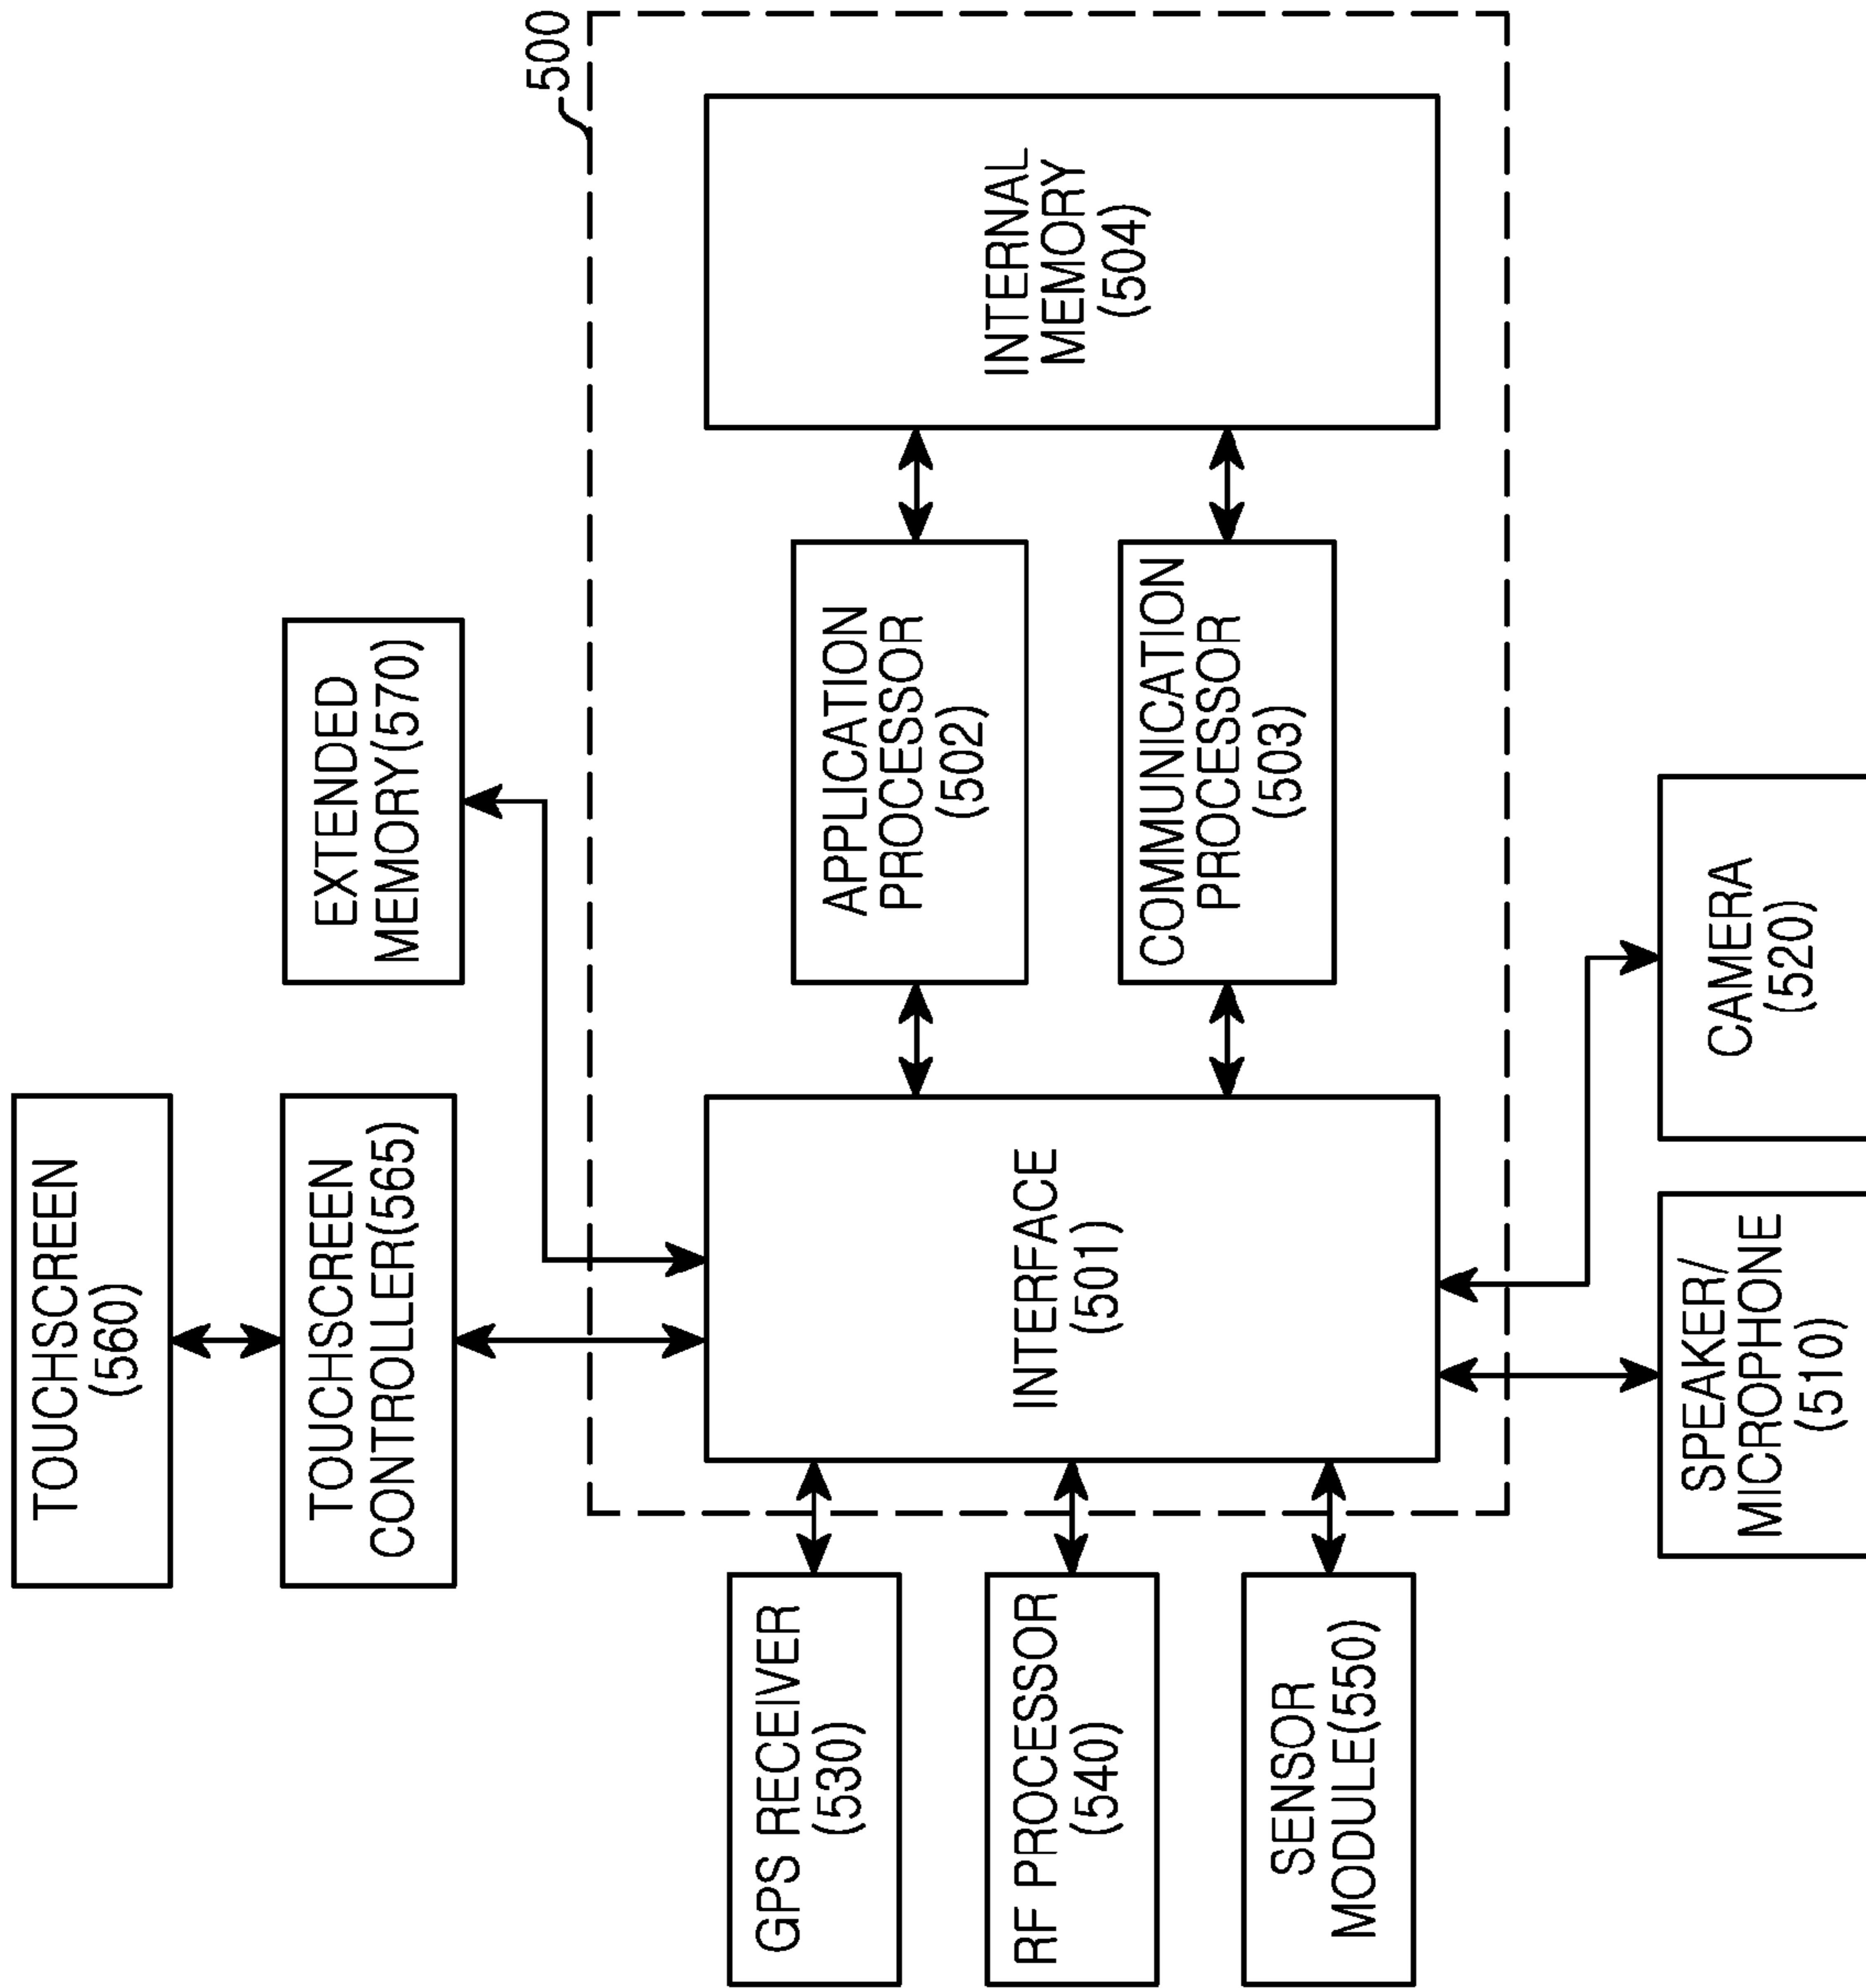 TOUCHSCREEN
(560)
TOUCHSCREEN
CONTROLLER(565)
EXTENDED
MEMORY(570)
500
GPS RECEIVER
(530)
RF PROCESSOR
(540)
SENSOR
MODULE(550)
INTERFACE
(501)
APPLICATION
PROCESSOR
(502)
COMMUNICATION
PROCESSOR
(503)
INTERNAL
MEMORY
(504)
SPEAKER/
MICROPHONE
(510)
CAMERA
(520)